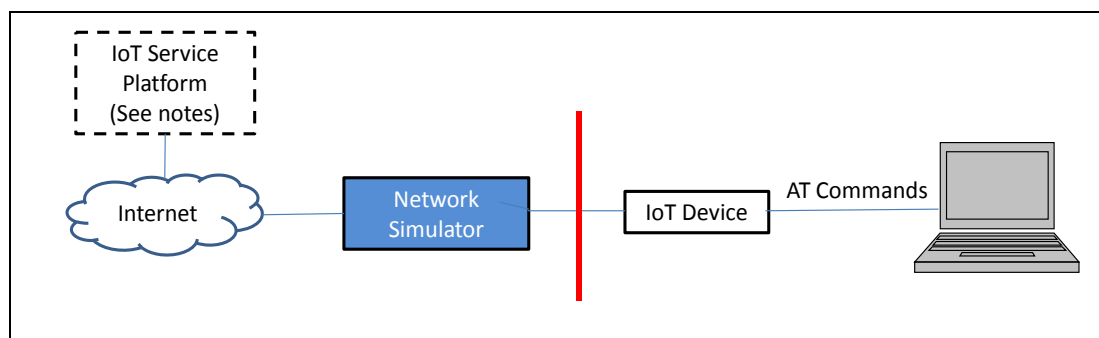 IoT Service
Platform
(See notes)
Internet
Network
Simulator
IoT Device
AT Commands